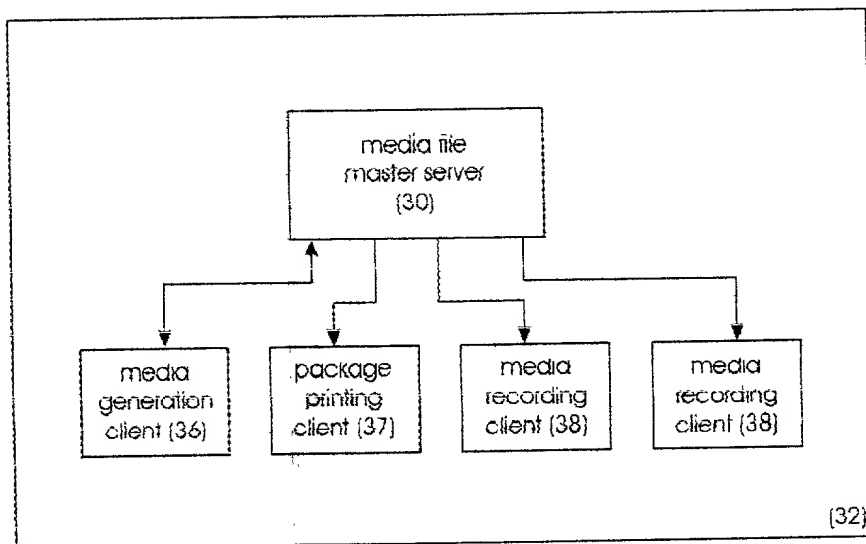 media file
master server
(30)
media
generation
client (36)
package
printing
client (37)
media
recording
client (38)
media
recording
client (38)
(32)